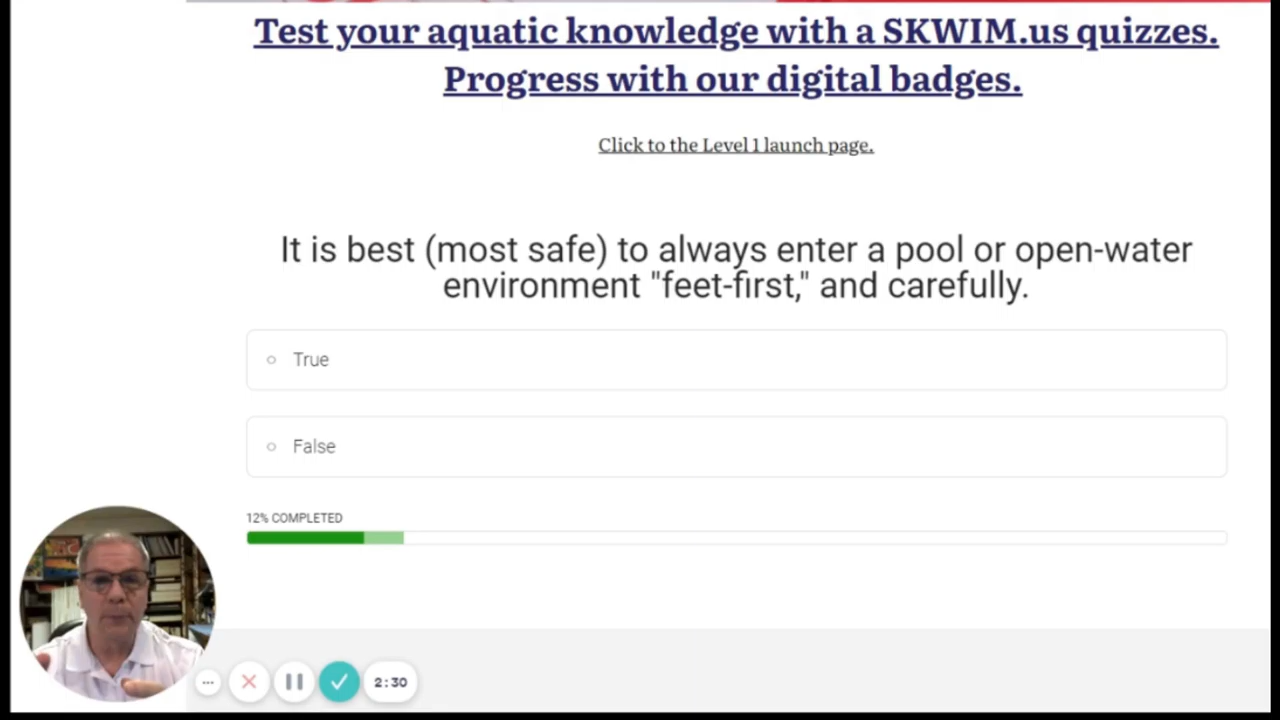 Test your aquatic knowledge with a SKWIM.us quizzes.
Progress with our digital badges.
Click to the Level 1 launch page.
It is best (most safe) to always enter a pool or open-water
environment "feet-first," and carefully.
True
False
12% COMPLETED
2:30